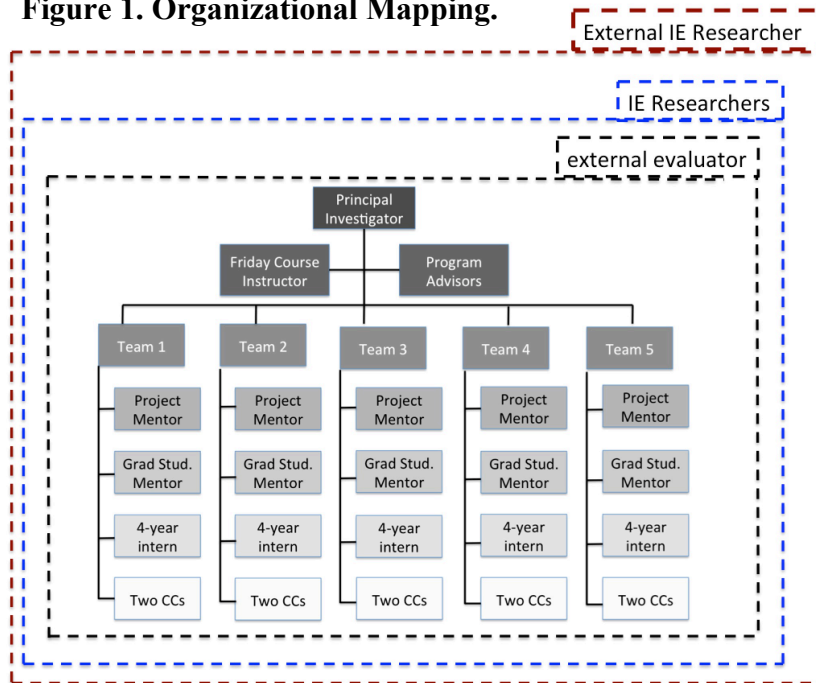 Figure 1. Organizational Mapping.
External IE Researcher
IE Researchers
external evaluator
Principal
Investigator
Friday Course
Instructor
Program
Advisors
Team 1
Team 2
Team 3
Team 4
Team 5
Project
Mentor
Project
Mentor
Project
Mentor
Project
Mentor
Project
Mentor
Grad Stud.
Mentor
Grad Stud.
Mentor
Grad Stud.
Mentor
Grad Stud.
Mentor
Grad Stud.
Mentor
4-year
intern
4-year
intern
4-year
intern
4-year
intern
4-year
intern
Two CCs
Two CCs
Two CCs
Two CCs
Two CCs